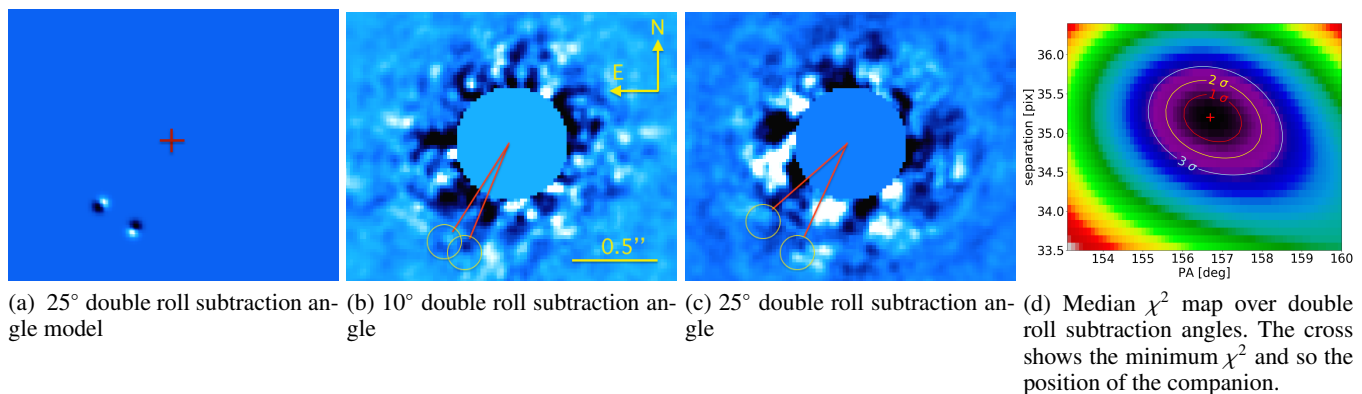 N
E
0.5’’
separation [pix]
36.0
35.5
35.0
34.5
34.0
33.5
2 σ
1 σ
3 σ
154 155 156 157 158 159 160
PA [deg]
(a) 25° double roll subtraction an-
gle model
(b) 10° double roll subtraction an-
gle
(c) 25° double roll subtraction an-
gle
(d) Median χ² map over double
roll subtraction angles. The cross
shows the minimum χ² and so the
position of the companion.